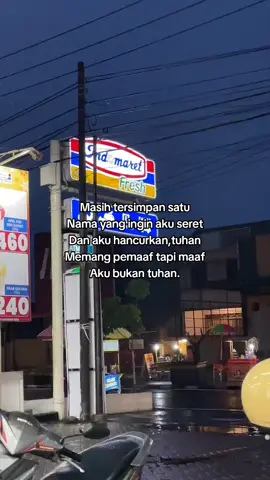 Indomaret
Fresh
Masih tersimpan satu
Nama yang ingin aku seret
Dan aku hancurkan,tuhan
Memang pemaaf tapi maaf
Aku bukan tuhan.
460
240